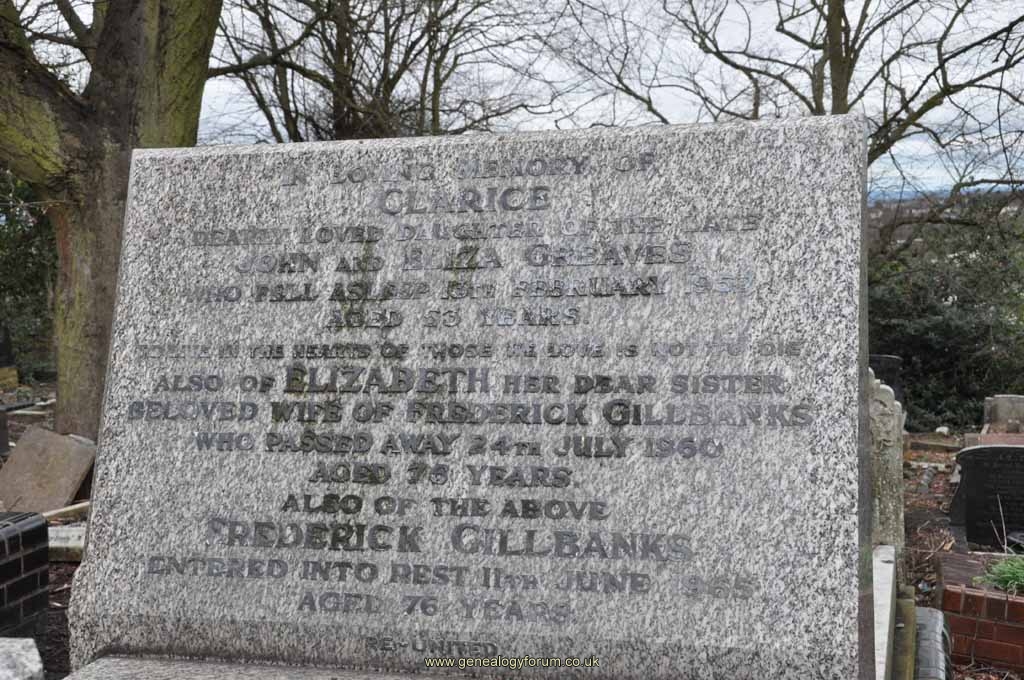 IN LOVING MEMORY OF
CLARICE
DEARLY LOVED DAUGHTER OF THE LATE
JOHN AND ELIZA GREAVES
WHO FELL ASLEEP 13TH FEBRUARY
AGED 53 YEARS.
TO LIVE IN THE HEARTS OF THOSE WE LOVE IS NOT TO DIE
ALSO OF ELIZABETH HER DEAR SISTER
BELOVED WIFE OF FREDERICK GILLBANKS
WHO PASSED AWAY 24TH JULY 1960
AGED 76 YEARS.
ALSO OF THE ABOVE
FREDERICK GILLBANKS
ENTERED INTO REST 11TH JUNE 1965
AGED 76 YEARS
RE-UNITED
www.genealogyforum.co.uk